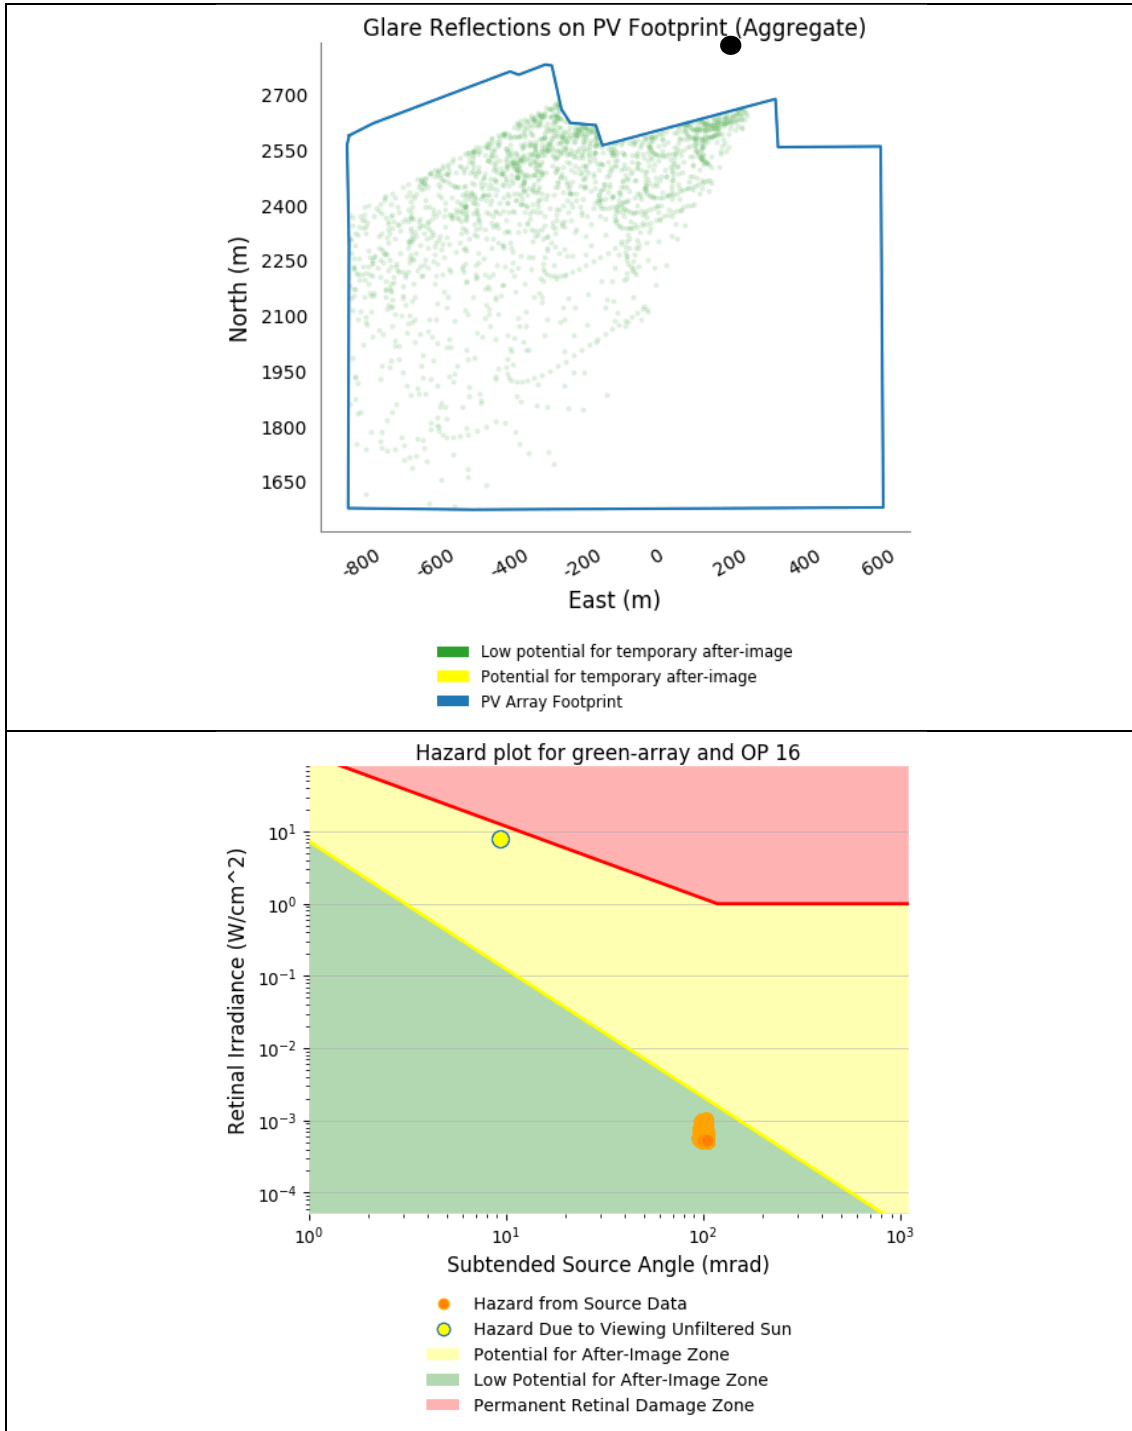 Glare Reflections on PV Footprint (Aggregate)
2700
2550
2400
2250
2100
1950
1800
1650
North (m)
-800 -600 -400 -200 0 200 400 600
East (m)
Low potential for temporary after-image
Potential for temporary after-image
PV Array Footprint
Hazard plot for green-array and OP 16
10^1
10^0
10^-1
10^-2
10^-3
10^-4
Retinal Irradiance (W/cm^2)
10^0 10^1 10^2 10^3
Subtended Source Angle (mrad)
Hazard from Source Data
Hazard Due to Viewing Unfiltered Sun
Potential for After-Image Zone
Low Potential for After-Image Zone
Permanent Retinal Damage Zone